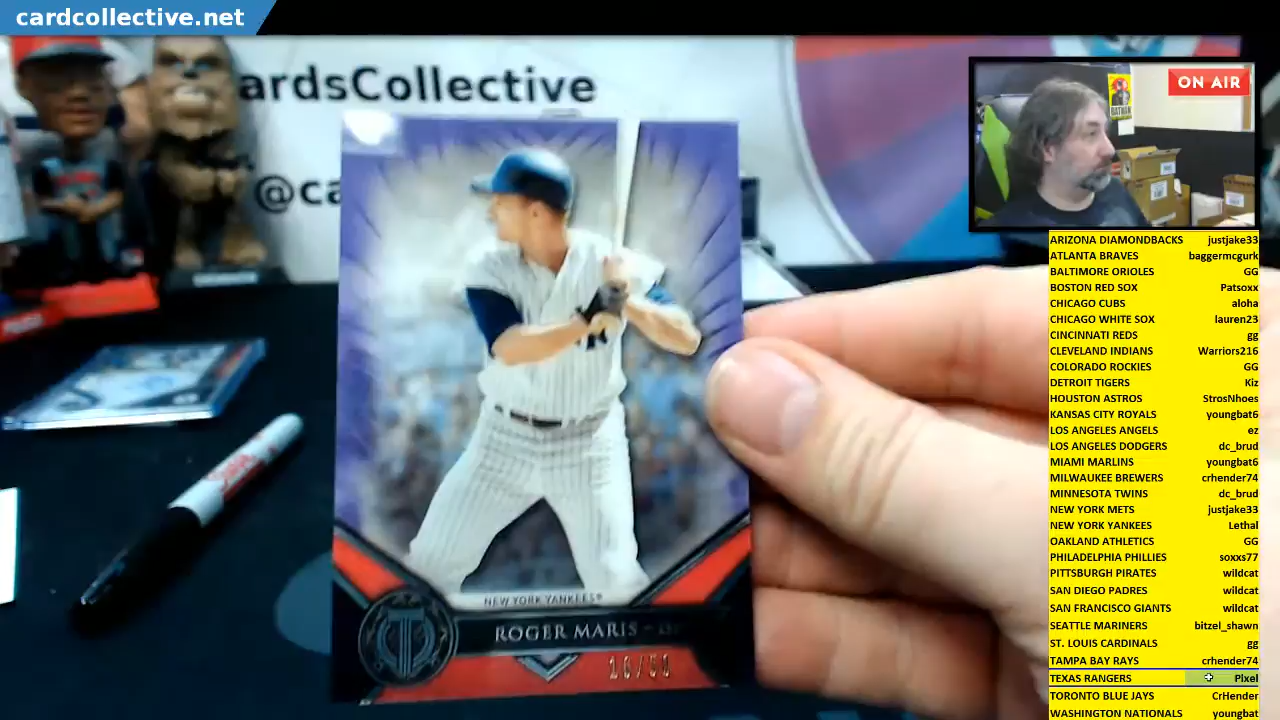 cardcollective.net
ardsCollective
@ca
ON AIR
BATMAN
NEW YORK YANKEES®
ROGER MARIS
ARIZONA DIAMONDBACKS justjake33
ATLANTA BRAVES baggermcgurk
BALTIMORE ORIOLES GG
BOSTON RED SOX Patsoxx
CHICAGO CUBS aloha
CHICAGO WHITE SOX lauren23
CINCINNATI REDS gg
CLEVELAND INDIANS Warriors216
COLORADO ROCKIES GG
DETROIT TIGERS Kiz
HOUSTON ASTROS StrosNhoes
KANSAS CITY ROYALS youngbat6
LOS ANGELES ANGELS ez
LOS ANGELES DODGERS dc_brud
MIAMI MARLINS youngbat6
MILWAUKEE BREWERS crhender74
MINNESOTA TWINS dc_brud
NEW YORK METS justjake33
NEW YORK YANKEES Lethal
OAKLAND ATHLETICS GG
PHILADELPHIA PHILLIES soxxs77
PITTSBURGH PIRATES wildcat
SAN DIEGO PADRES wildcat
SAN FRANCISCO GIANTS wildcat
SEATTLE MARINERS bitzel_shawn
ST. LOUIS CARDINALS gg
TAMPA BAY RAYS crhender74
TEXAS RANGERS Pixel
TORONTO BLUE JAYS CrHender
WASHINGTON NATIONALS youngbat